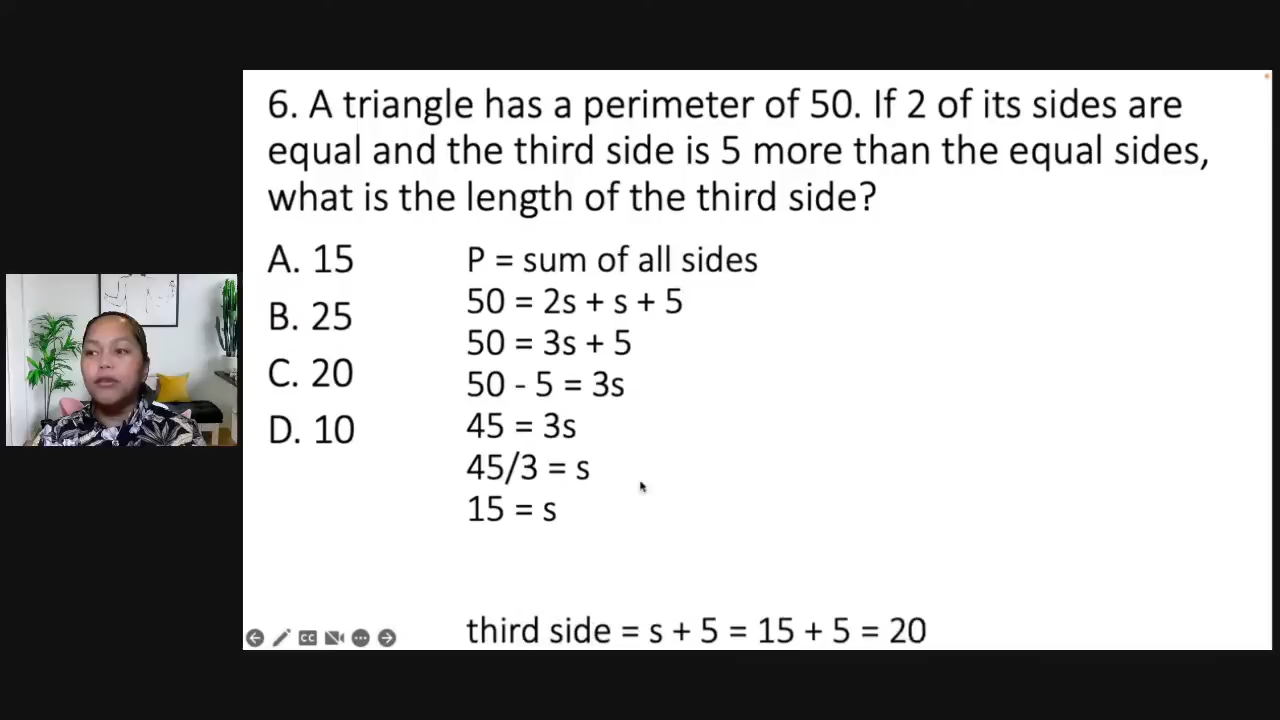 6. A triangle has a perimeter of 50. If 2 of its sides are
equal and the third side is 5 more than the equal sides,
what is the length of the third side?
A. 15
B. 25
C. 20
D. 10
P = sum of all sides
50 = 2s + s + 5
50 = 3s + 5
50 - 5 = 3s
45 = 3s
45/3 = s
15 = s
third side = s + 5 = 15 + 5 = 20
CC